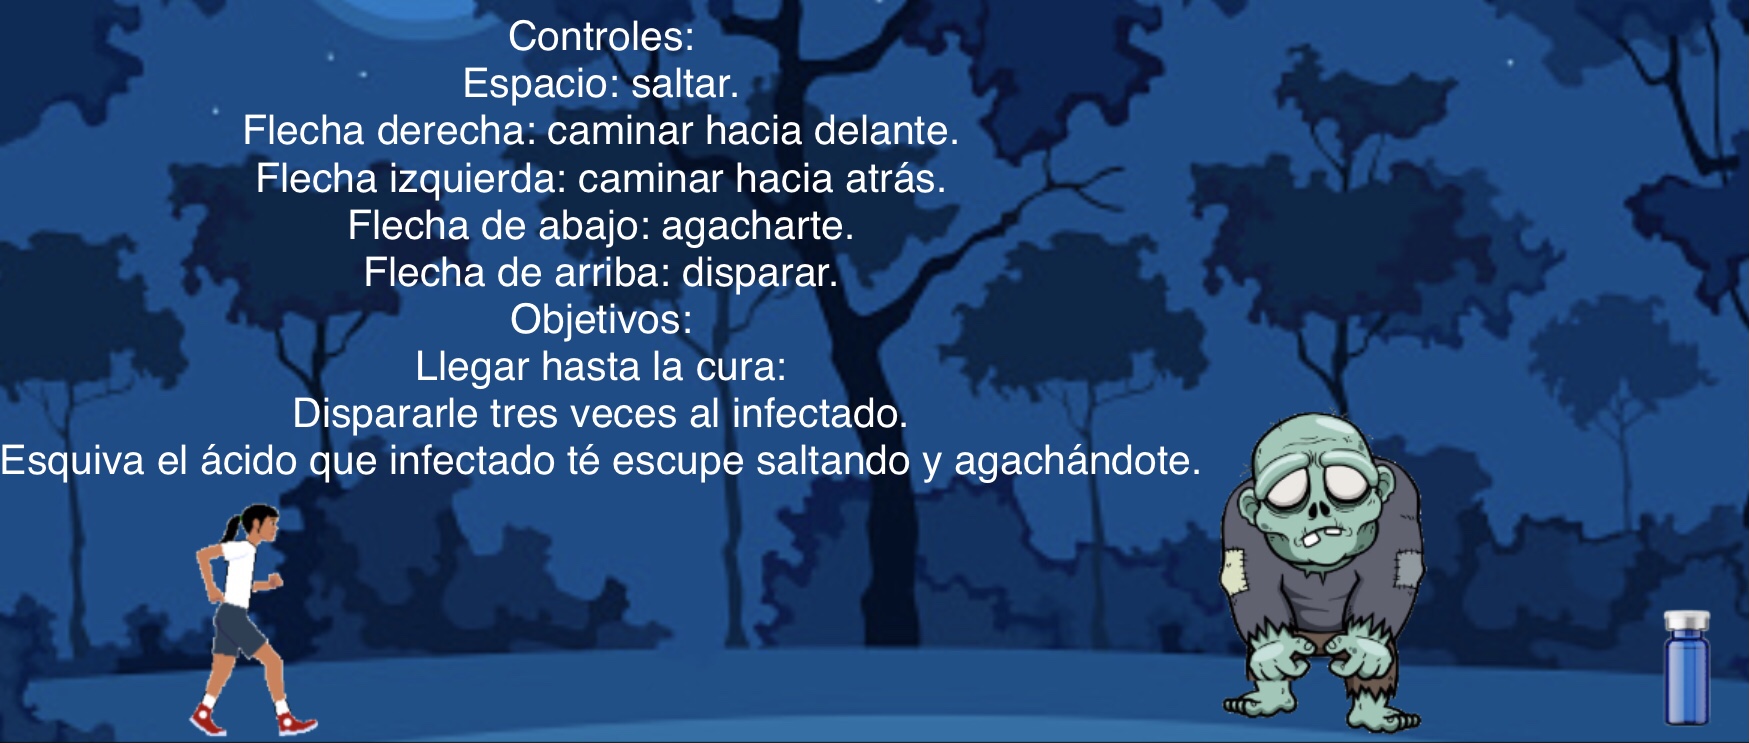 Controles:
Espacio: saltar.
Flecha derecha: caminar hacia delante.
Flecha izquierda: caminar hacia atrás.
Flecha de abajo: agacharte.
Flecha de arriba: disparar.
Objetivos:
Llegar hasta la cura:
Dispararle tres veces al infectado.
Esquiva el ácido que infectado té escupe saltando y agachándote.